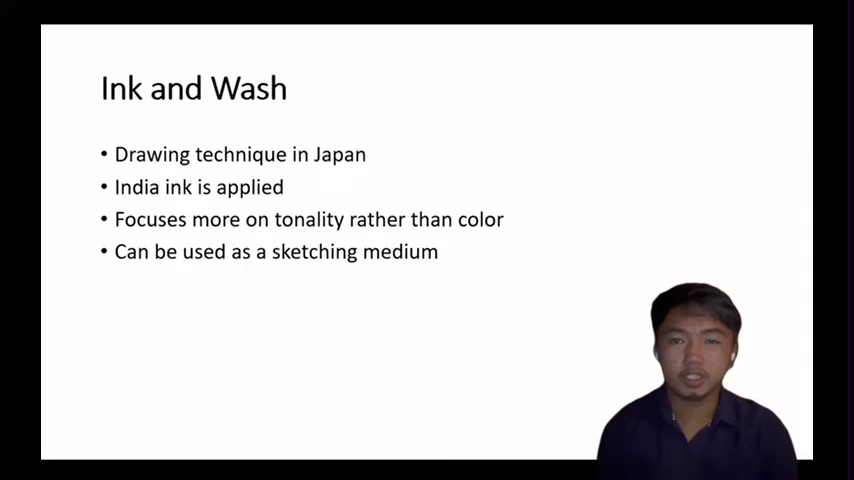 Ink and Wash
• Drawing technique in Japan
• India ink is applied
• Focuses more on tonality rather than color
• Can be used as a sketching medium